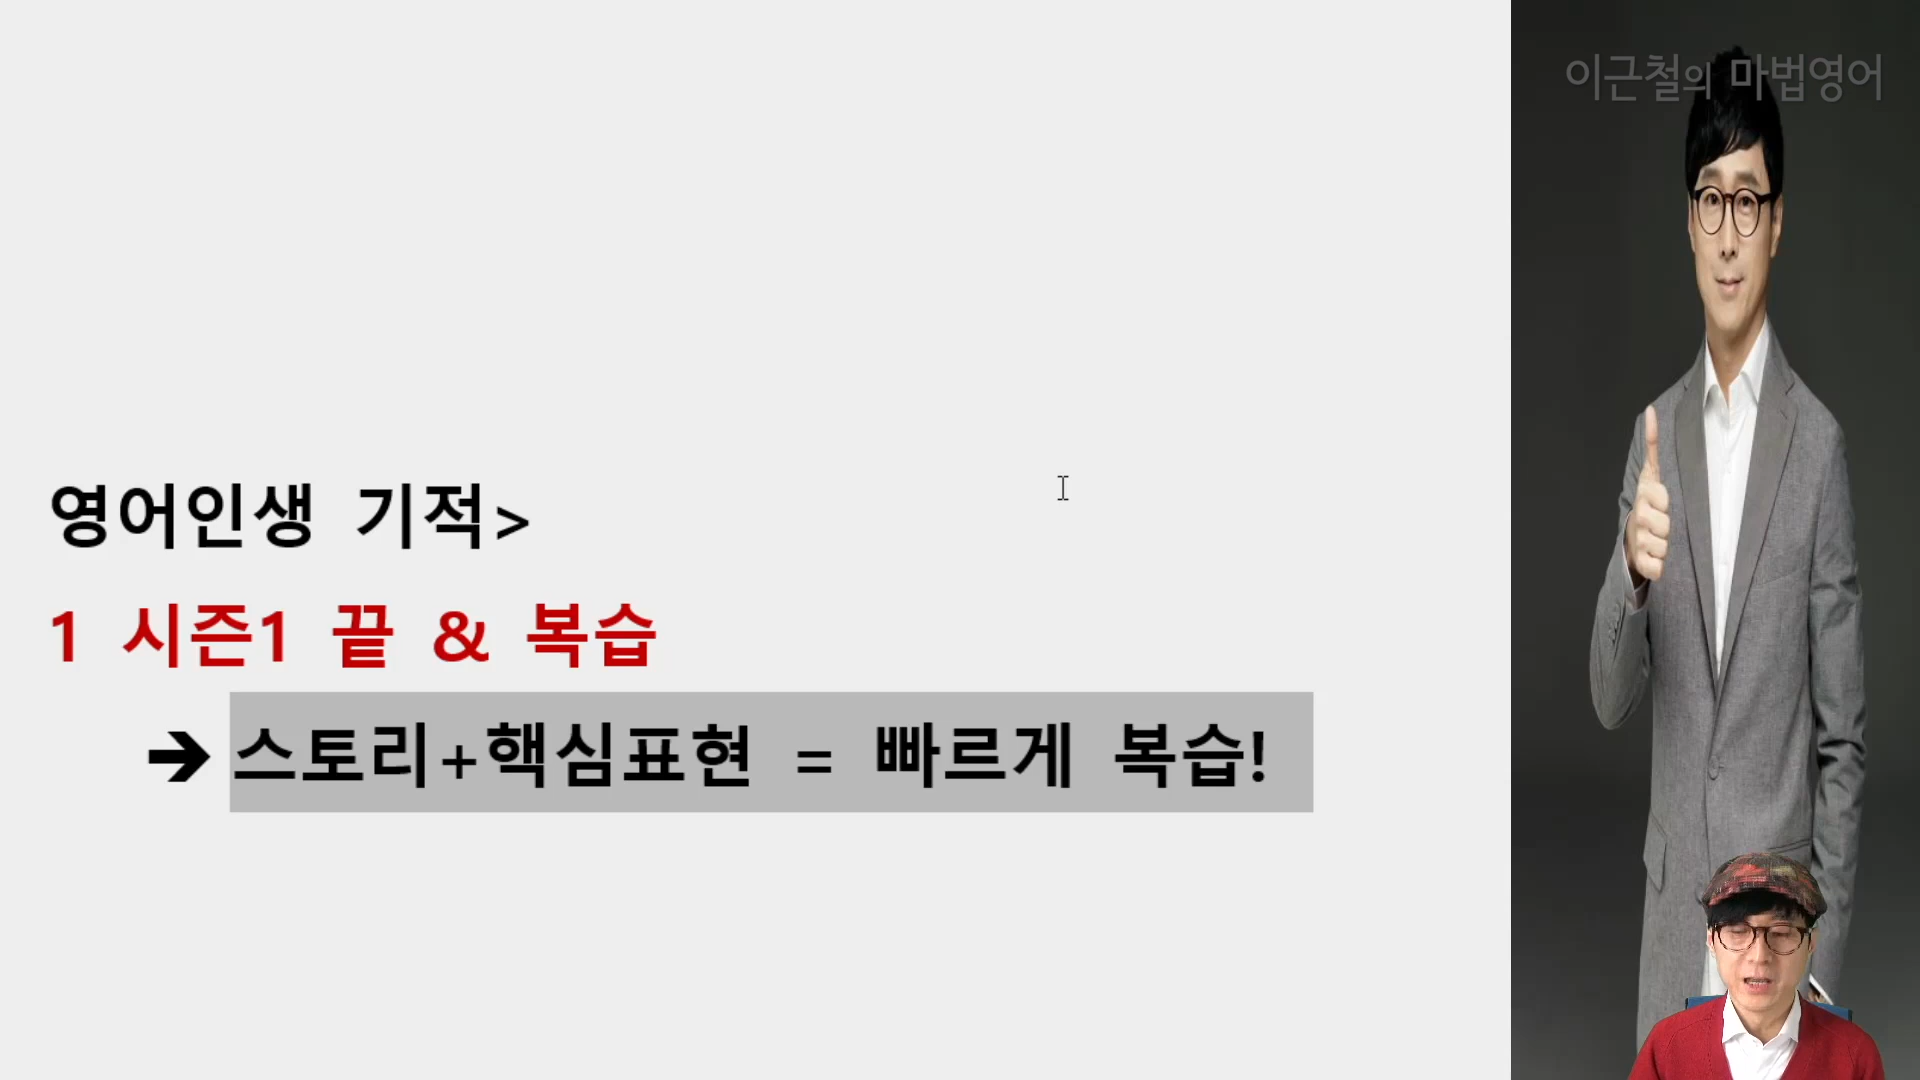 이근철의 마법영어
영어인생 기적>
1 시즌1 끝 & 복습
➔ 스토리+핵심표현 = 빠르게 복습!